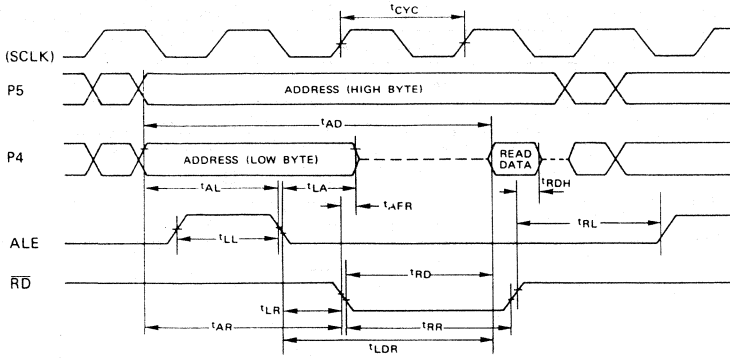 tCYC
(SCLK)
P5
ADDRESS (HIGH BYTE)
tAD
P4
ADDRESS (LOW BYTE)
READ
DATA
tAL
tLA
tRDH
tAFR
tRL
ALE
tLL
RD
tRD
tLR
tAR
tRR
tLDR